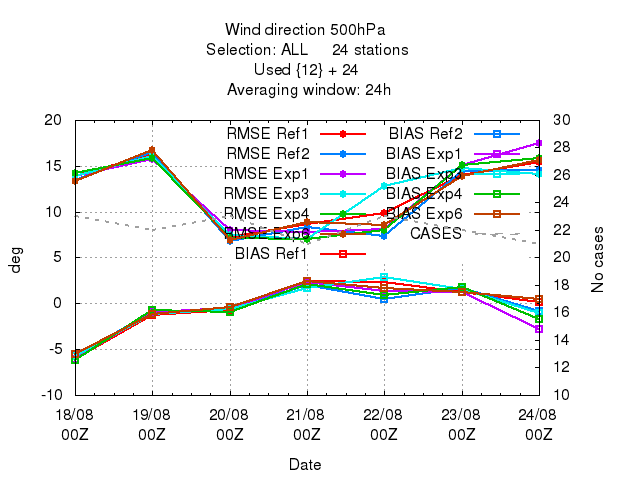 Wind direction 500hPa
Selection: ALL 24 stations
Used {12} + 24
Averaging window: 24h
20 30
RMSE Ref1 BIAS Ref2
28
RMSE Ref2 BIAS Exp1
15
RMSE Exp1 BIAS Exp3
26
RMSE Exp3 BIAS Exp4
24
10
RMSE Exp4 BIAS Exp6
22
RMSE Exp6 CASES
deg
5
20
BIAS Ref1
No cases
18
0
16
-5
14
12
-10 10
18/08 19/08 20/08 21/08 22/08 23/08 24/08
00Z 00Z 00Z 00Z 00Z 00Z 00Z
Date